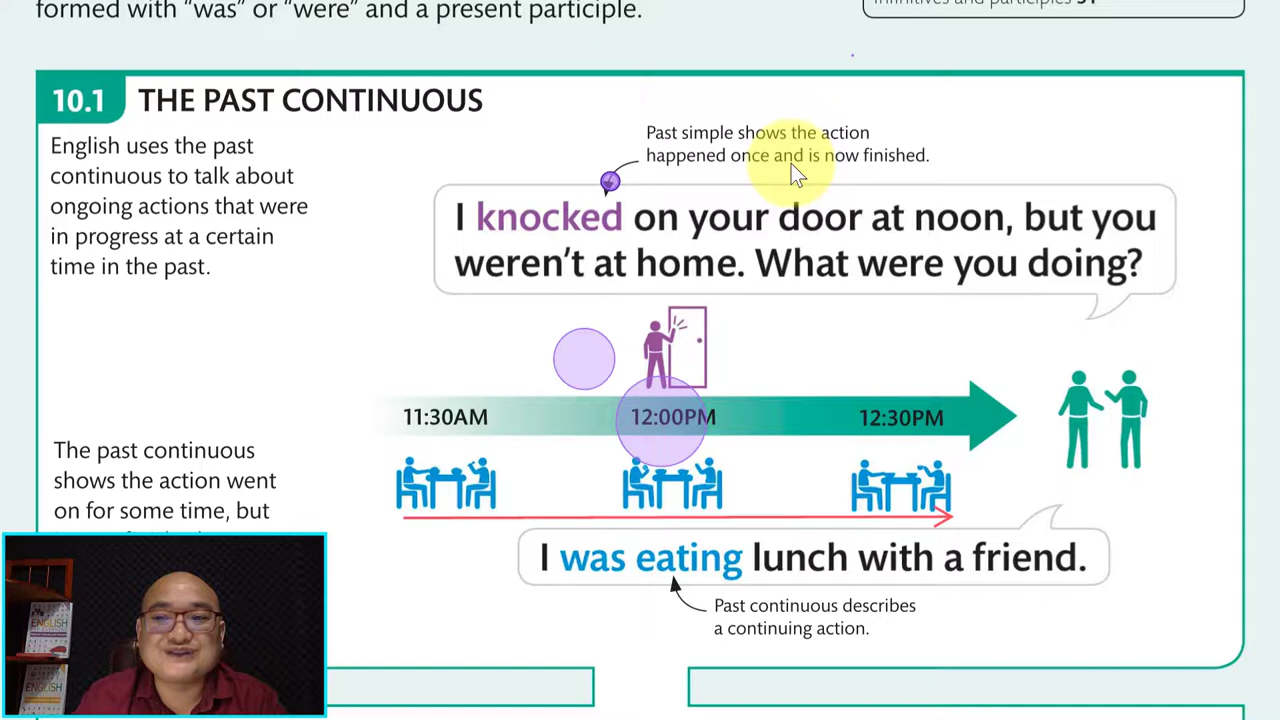 formed with “was” or “were” and a present participle.
10.1 THE PAST CONTINUOUS
English uses the past
continuous to talk about
ongoing actions that were
in progress at a certain
time in the past.
Past simple shows the action
happened once and is now finished.
I knocked on your door at noon, but you
weren’t at home. What were you doing?
11:30AM 12:00PM 12:30PM
The past continuous
shows the action went
on for some time, but
I was eating lunch with a friend.
Past continuous describes
a continuing action.
ENGLISH
ENGLISH